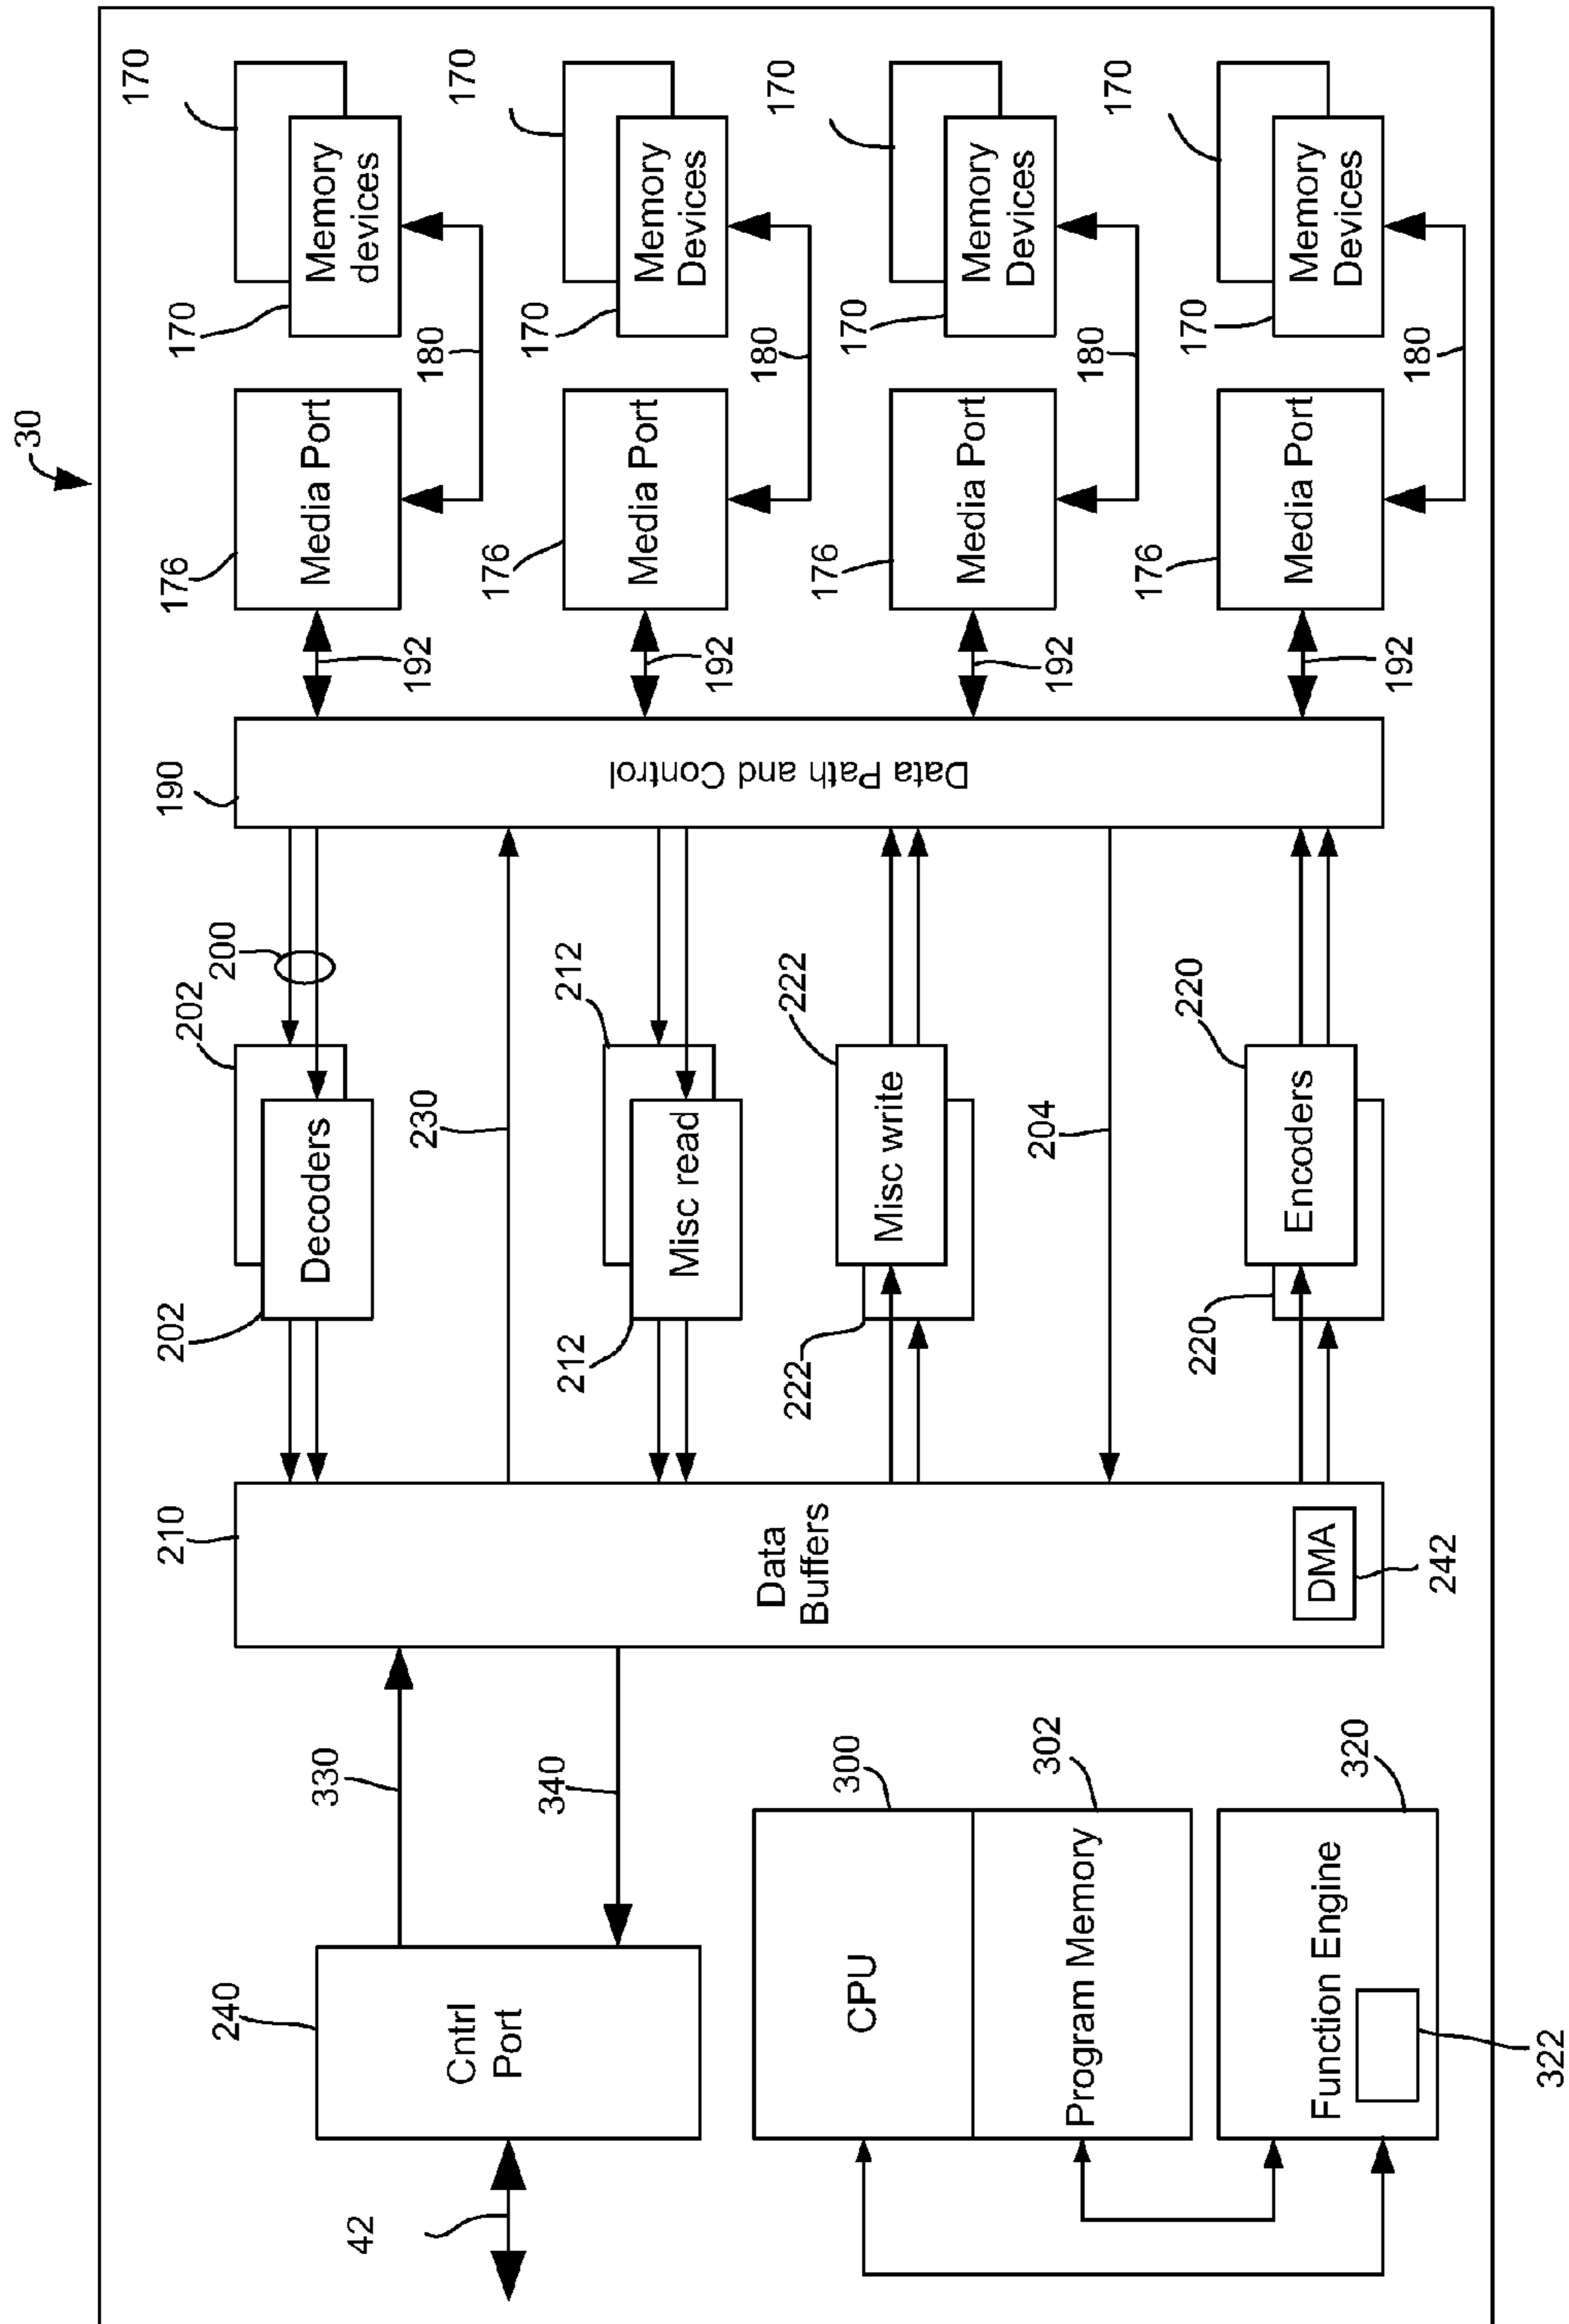 30
170
202
210
202
190
176
170
240
200
330
Decoders
Media Port
Memory
devices
42
230
192
180
170
Cntrl
Port
176
170
340
212
212
Misc read
Media Port
Memory
Devices
192
180
170
Data
Buffers
222
222
Data Path and Control
176
170
300
CPU
Misc write
Media Port
Memory
Devices
302
204
192
180
Program Memory
170
176
170
220
220
Encoders
Media Port
Memory
Devices
Function Engine
DMA
320
192
180
242
322